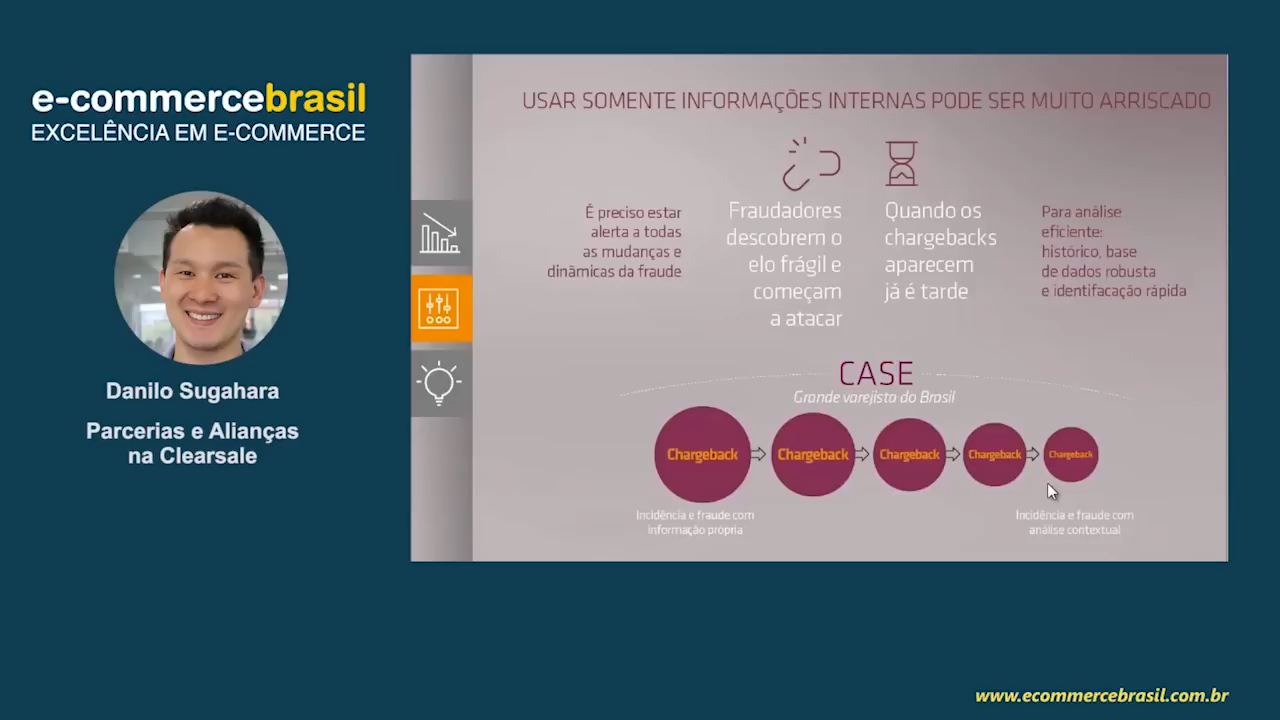 e-commercebrasil
EXCELÊNCIA EM E-COMMERCE
Danilo Sugahara
Parcerias e Alianças
na Clearsale
USAR SOMENTE INFORMAÇÕES INTERNAS PODE SER MUITO ARRISCADO
É preciso estar
alerta a todas
as mudanças e
dinâmicas da fraude
Fraudadores
descobrem o
elo frágil e
começam
a atacar
Quando os
chargebacks
aparecem
já é tarde
Para análise
eficiente:
histórico, base
de dados robusta
e identifacação rápida
CASE
Grande varejista do Brasil
Chargeback
Chargeback
Chargeback
Chargeback
Chargeback
Incidência e fraude com
informação própria
Incidência e fraude com
análise contextual
www.ecommercebrasil.com.br